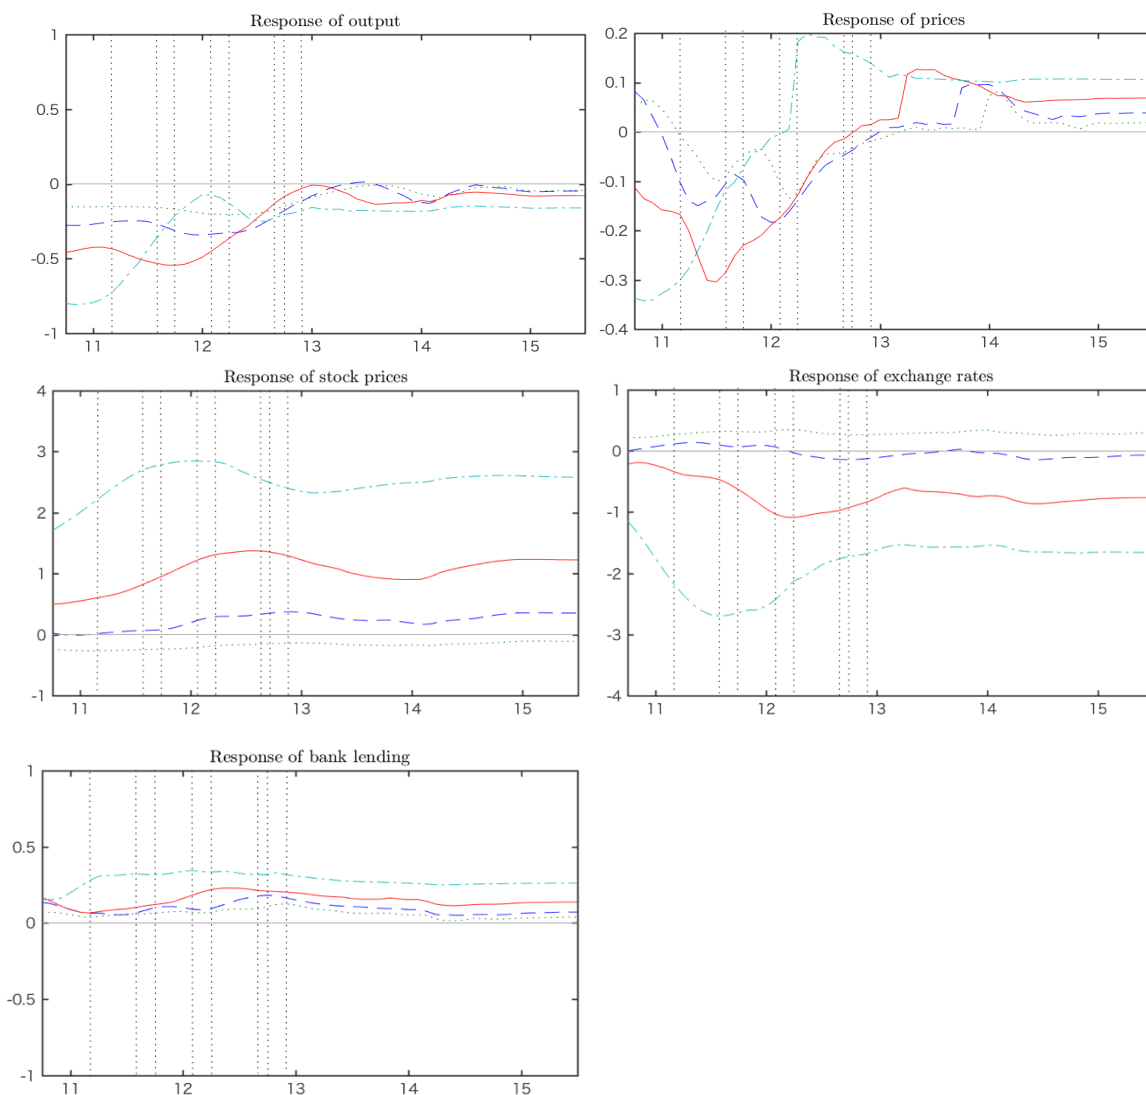 Response of output
1
0.5
0
-0.5
-1
11 12 13 14 15
Response of prices
0.2
0.1
0
-0.1
-0.2
-0.3
-0.4
11 12 13 14 15
Response of stock prices
4
3
2
1
0
-1
11 12 13 14 15
Response of exchange rates
1
0
-1
-2
-3
-4
11 12 13 14 15
Response of bank lending
1
0.5
0
-0.5
-1
11 12 13 14 15